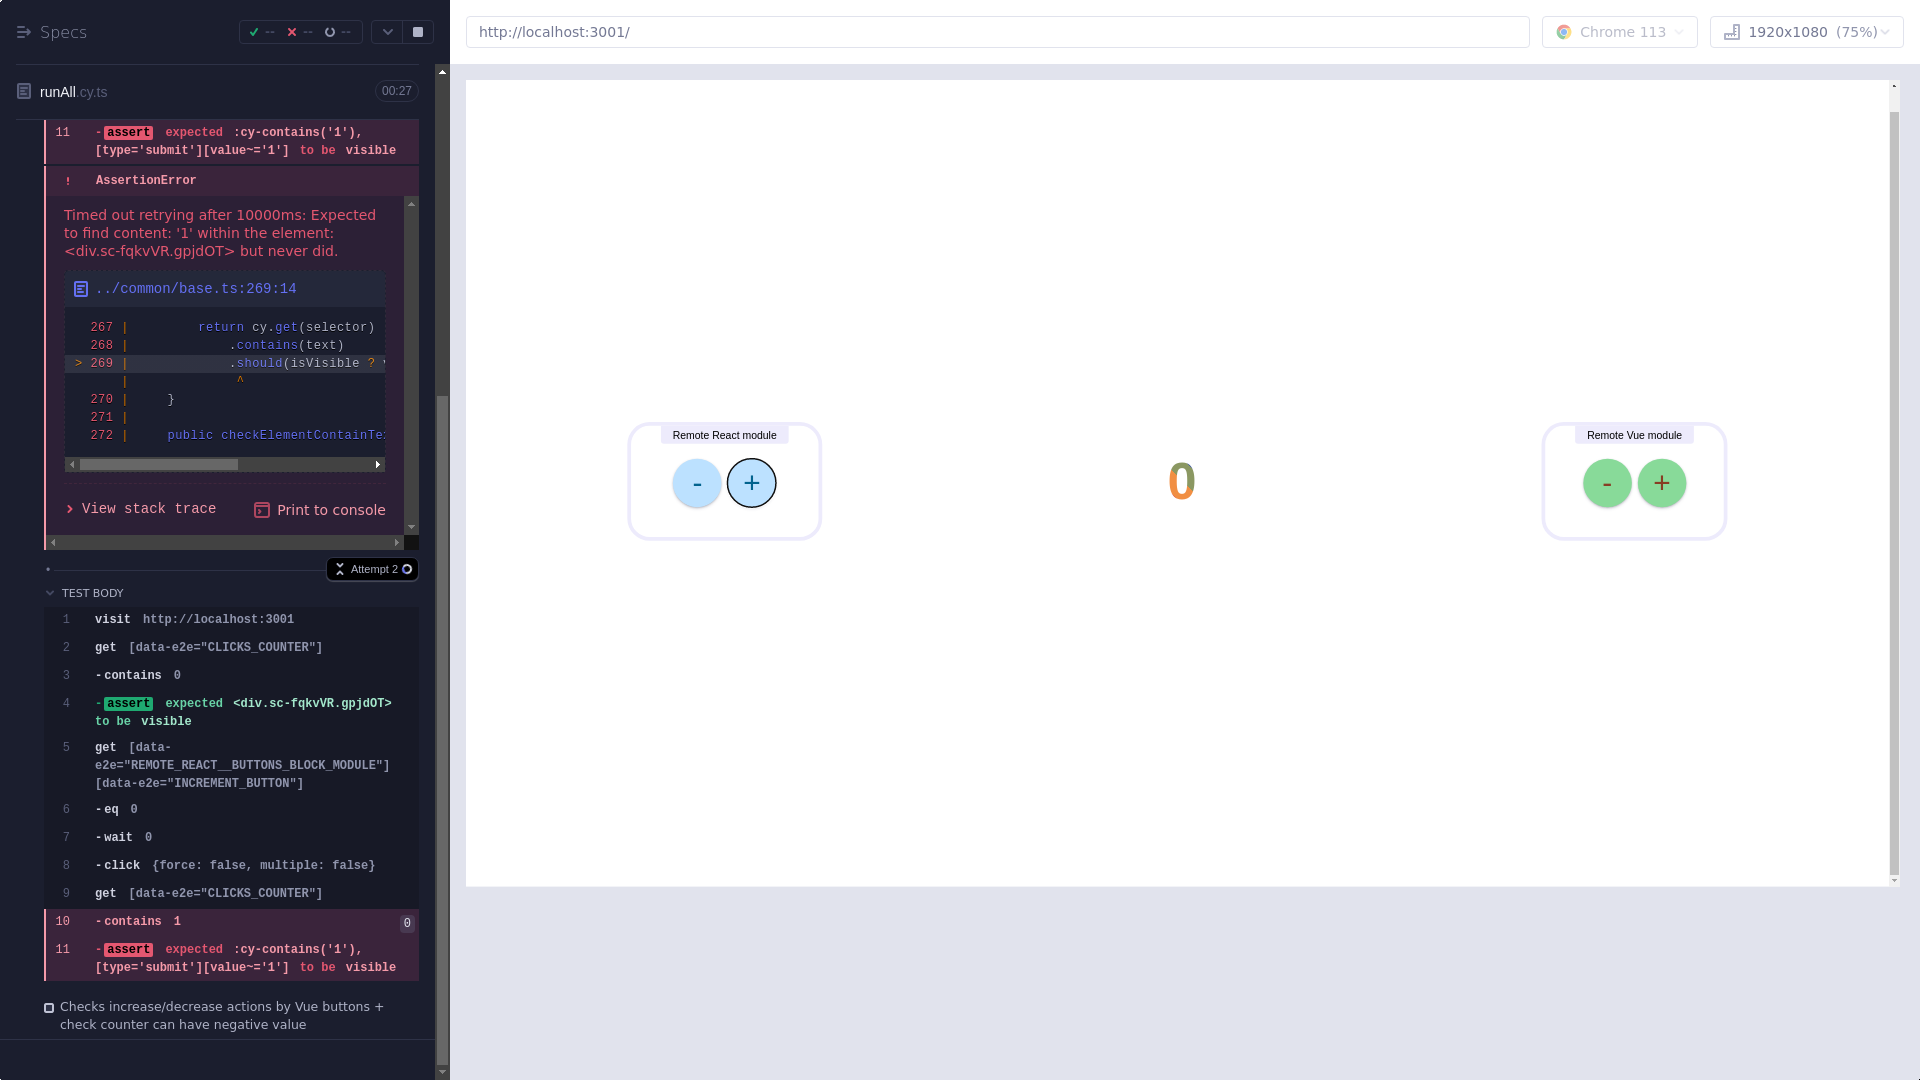 Specs
-- -- --
runAll.cy.ts 00:27
11 -assert expected :cy-contains('1'),
[type='submit'][value~='1'] to be visible
! AssertionError
Timed out retrying after 10000ms: Expected
to find content: '1' within the element:
<div.sc-fqkvVR.gpjdOT> but never did.
../common/base.ts:269:14
267 | return cy.get(selector)
268 | .contains(text)
> 269 | .should(isVisible ?
| ^
270 | }
271 |
272 | public checkElementContainTe
View stack trace Print to console
Attempt 2
TEST BODY
1 visit http://localhost:3001
2 get [data-e2e="CLICKS_COUNTER"]
3 -contains 0
4 -assert expected <div.sc-fqkvVR.gpjdOT>
to be visible
5 get [data-
e2e="REMOTE_REACT__BUTTONS_BLOCK_MODULE"]
[data-e2e="INCREMENT_BUTTON"]
6 -eq 0
7 -wait 0
8 -click {force: false, multiple: false}
9 get [data-e2e="CLICKS_COUNTER"]
10 -contains 1 0
11 -assert expected :cy-contains('1'),
[type='submit'][value~='1'] to be visible
Checks increase/decrease actions by Vue buttons +
check counter can have negative value
http://localhost:3001/
Chrome 113
1920x1080 (75%)
Remote React module
- +
0
Remote Vue module
- +